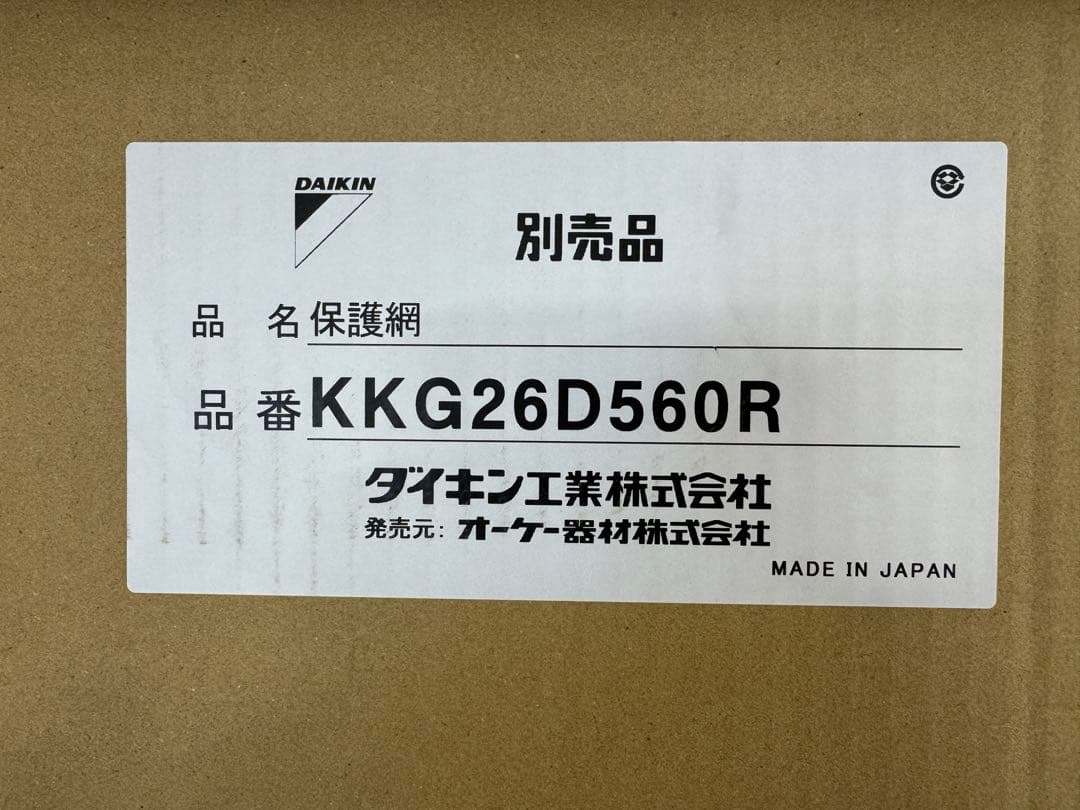 DAIKIN
別売品
品 名 保護網
品 番 KKG26D560R
ダイキン工業株式会社
発売元: オーケー器材株式会社
MADE IN JAPAN